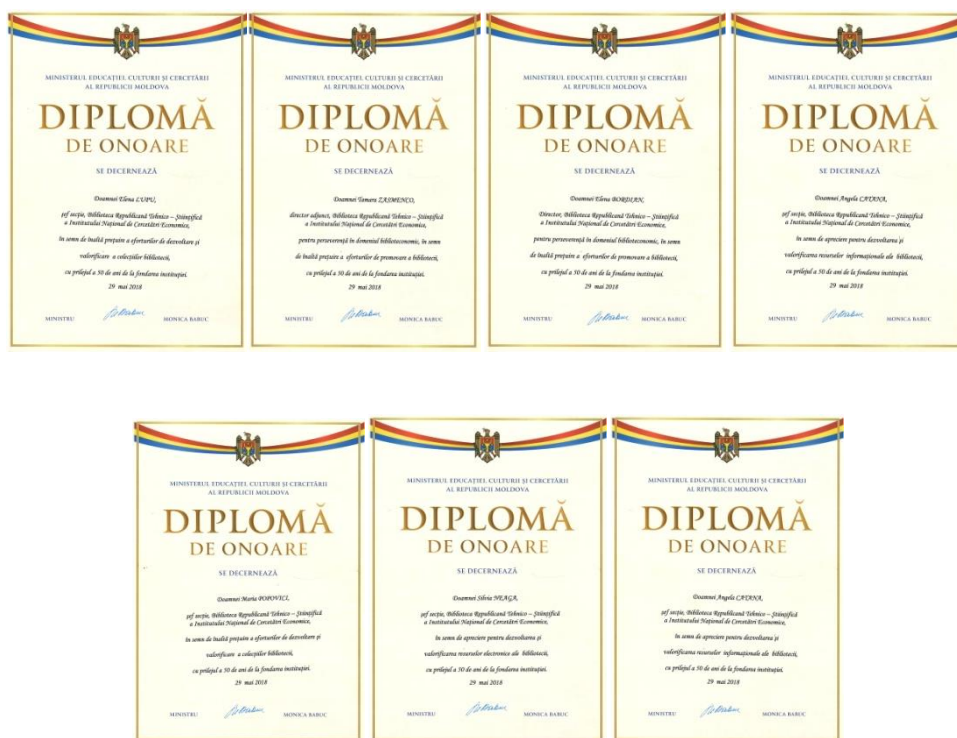 MINISTERUL EDUCAȚIEI, CULTURII ȘI CERCETĂRII
AL REPUBLICII MOLDOVA
DIPLOMĂ
DE ONOARE
SE DECERNEAZĂ
Doamnei Elena LUPU,
șef secție, Biblioteca Republicană Tehnico – Științifică
a Institutului Național de Cercetări Economice,
în semn de înaltă prețuire a eforturilor de dezvoltare și
valorificare a colecțiilor bibliotecii,
cu prilejul a 50 de ani de la fondarea instituției.
29 mai 2018
MINISTRU MONICA BABUC
MINISTERUL EDUCAȚIEI, CULTURII ȘI CERCETĂRII
AL REPUBLICII MOLDOVA
DIPLOMĂ
DE ONOARE
SE DECERNEAZĂ
Doamnei Tamara ZASMENCO,
director adjunct, Biblioteca Republicană Tehnico – Științifică
a Institutului Național de Cercetări Economice,
pentru perseverență în domeniul biblioteconomic, în semn
de înaltă prețuire a eforturilor de promovare a bibliotecii,
cu prilejul a 50 de ani de la fondarea instituției.
29 mai 2018
MINISTRU MONICA BABUC
MINISTERUL EDUCAȚIEI, CULTURII ȘI CERCETĂRII
AL REPUBLICII MOLDOVA
DIPLOMĂ
DE ONOARE
SE DECERNEAZĂ
Doamnei Elena BORDIAN,
Director, Biblioteca Republicană Tehnico – Științifică
a Institutului Național de Cercetări Economice,
pentru perseverență în domeniul biblioteconomic, în semn
de înaltă prețuire a eforturilor de promovare a bibliotecii,
cu prilejul a 50 de ani de la fondarea instituției.
29 mai 2018
MINISTRU MONICA BABUC
MINISTERUL EDUCAȚIEI, CULTURII ȘI CERCETĂRII
AL REPUBLICII MOLDOVA
DIPLOMĂ
DE ONOARE
SE DECERNEAZĂ
Doamnei Angela CATANA,
șef secție, Biblioteca Republicană Tehnico – Științifică
a Institutului Național de Cercetări Economice,
în semn de apreciere pentru dezvoltarea și
valorificarea resurselor informaționale ale bibliotecii,
cu prilejul a 50 de ani de la fondarea instituției.
29 mai 2018
MINISTRU MONICA BABUC
MINISTERUL EDUCAȚIEI, CULTURII ȘI CERCETĂRII
AL REPUBLICII MOLDOVA
DIPLOMĂ
DE ONOARE
SE DECERNEAZĂ
Doamnei Maria POPOVICI,
șef secție, Biblioteca Republicană Tehnico – Științifică
a Institutului Național de Cercetări Economice,
în semn de înaltă prețuire a eforturilor de dezvoltare și
valorificare a colecțiilor bibliotecii,
cu prilejul a 50 de ani de la fondarea instituției.
29 mai 2018
MINISTRU MONICA BABUC
MINISTERUL EDUCAȚIEI, CULTURII ȘI CERCETĂRII
AL REPUBLICII MOLDOVA
DIPLOMĂ
DE ONOARE
SE DECERNEAZĂ
Doamnei Silvia NEAGA,
șef secție, Biblioteca Republicană Tehnico – Științifică
a Institutului Național de Cercetări Economice,
în semn de apreciere pentru dezvoltarea și
valorificarea resurselor electronice ale bibliotecii,
cu prilejul a 50 de ani de la fondarea instituției.
29 mai 2018
MINISTRU MONICA BABUC
MINISTERUL EDUCAȚIEI, CULTURII ȘI CERCETĂRII
AL REPUBLICII MOLDOVA
DIPLOMĂ
DE ONOARE
SE DECERNEAZĂ
Doamnei Angela CATANA,
șef secție, Biblioteca Republicană Tehnico – Științifică
a Institutului Național de Cercetări Economice,
în semn de apreciere pentru dezvoltarea și
valorificarea resurselor informaționale ale bibliotecii,
cu prilejul a 50 de ani de la fondarea instituției.
29 mai 2018
MINISTRU MONICA BABUC